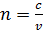 n = c/v